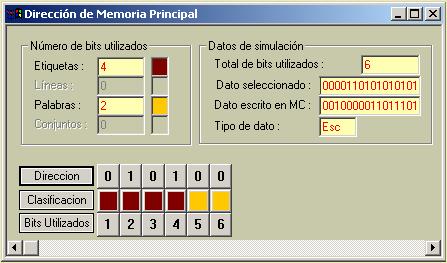 Dirección de Memoria Principal
Número de bits utilizados
Etiquetas : 4
Líneas : 0
Palabras : 2
Conjuntos : 0
Datos de simulación
Total de bits utilizados : 6
Dato seleccionado : 0000110101010101
Dato escrito en MC : 0010000011011101
Tipo de dato : Esc
Direccion 0 1 0 1 0 0
Clasificacion
Bits Utilizados 1 2 3 4 5 6